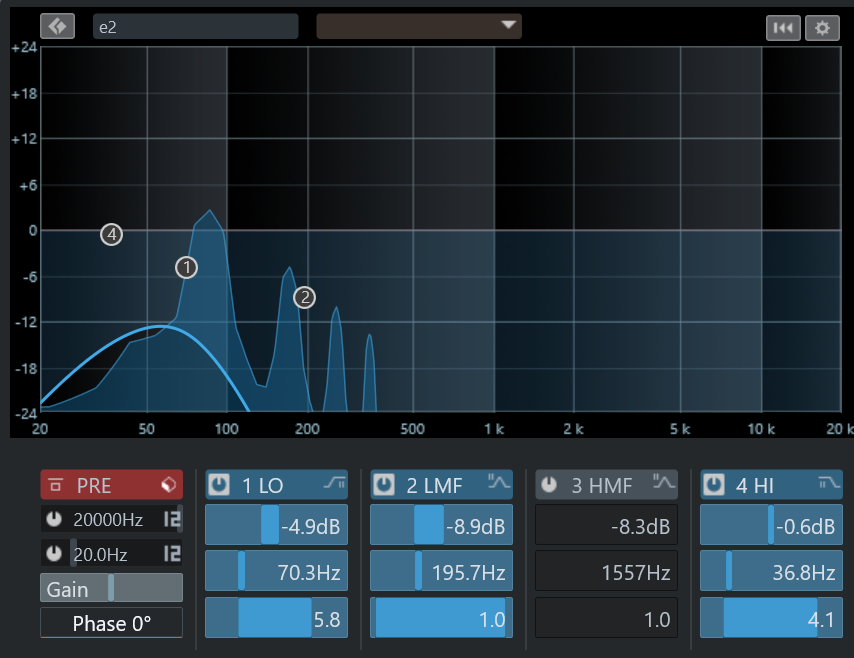 e2
+24
+18
+12
+6
0
-6
-12
-18
-24
4
1
2
20 50 100 200 500 1 k 2 k 5 k 10 k 20 k
PRE
20000Hz 12
20.0Hz 12
Gain
Phase 0°
1 LO
-4.9dB
70.3Hz
5.8
2 LMF
-8.9dB
195.7Hz
1.0
3 HMF
-8.3dB
1557Hz
1.0
4 HI
-0.6dB
36.8Hz
4.1